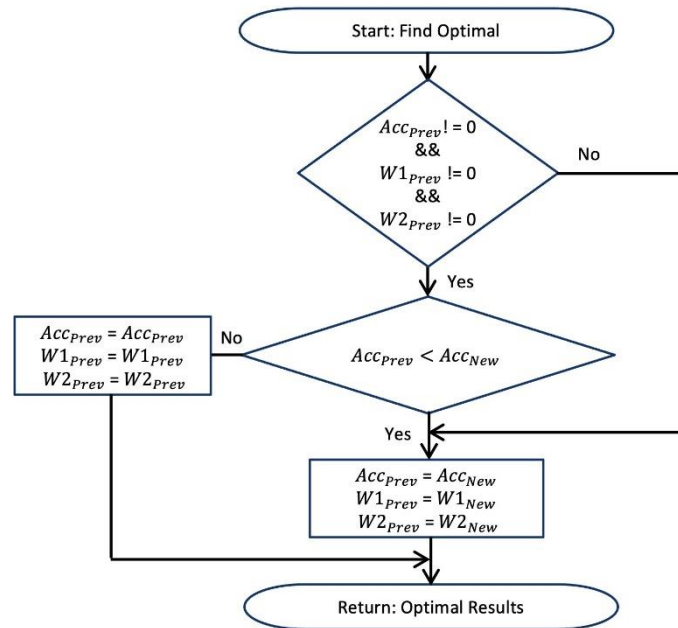 Start: Find Optimal
Acc_Prev != 0
&&
W1_Prev != 0
&&
W2_Prev != 0
No
Yes
Acc_Prev = Acc_Prev
W1_Prev = W1_Prev
W2_Prev = W2_Prev
No
Acc_Prev < Acc_New
Yes
Acc_Prev = Acc_New
W1_Prev = W1_New
W2_Prev = W2_New
Return: Optimal Results